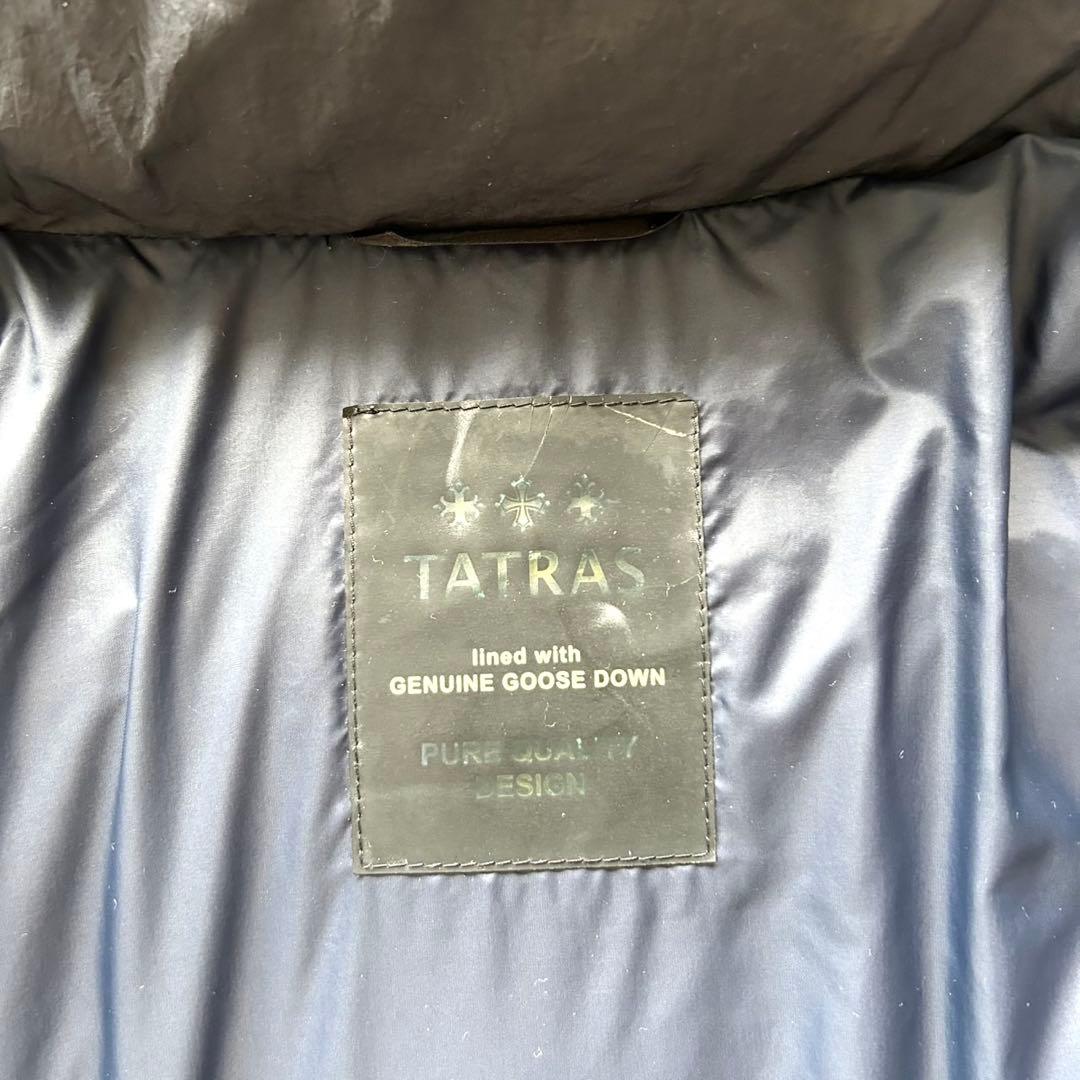 TATRAS
lined with
GENUINE GOOSE DOWN
PURE QUALITY
DESIGN